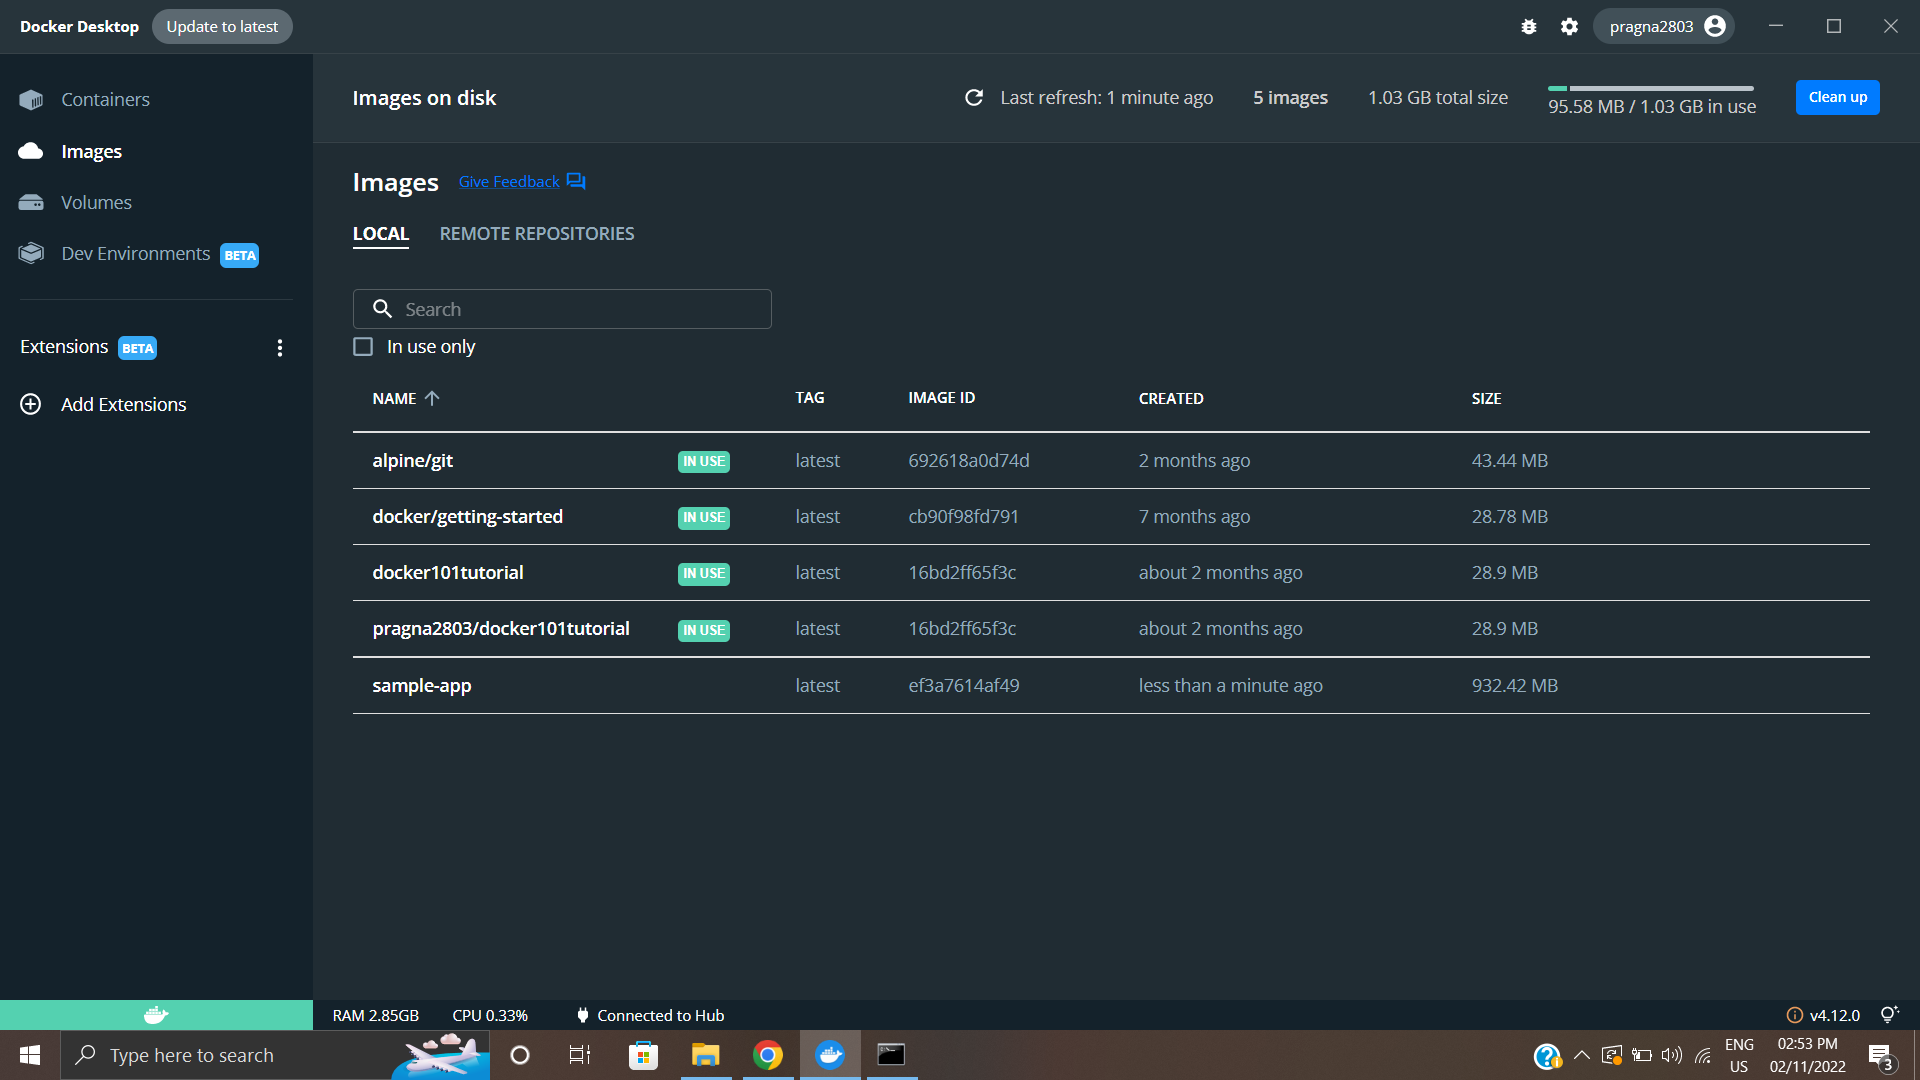 Docker Desktop Update to latest pragna2803
Containers
Images
Volumes
Dev Environments BETA
Extensions BETA
Add Extensions
Images on disk Last refresh: 1 minute ago 5 images 1.03 GB total size 95.58 MB / 1.03 GB in use Clean up
Images Give Feedback
LOCAL REMOTE REPOSITORIES
Search
In use only
NAME TAG IMAGE ID CREATED SIZE
alpine/git IN USE latest 692618a0d74d 2 months ago 43.44 MB
docker/getting-started IN USE latest cb90f98fd791 7 months ago 28.78 MB
docker101tutorial IN USE latest 16bd2ff65f3c about 2 months ago 28.9 MB
pragna2803/docker101tutorial IN USE latest 16bd2ff65f3c about 2 months ago 28.9 MB
sample-app latest ef3a7614af49 less than a minute ago 932.42 MB
RAM 2.85GB CPU 0.33% Connected to Hub v4.12.0
Type here to search
ENG
US
02:53 PM
02/11/2022
3